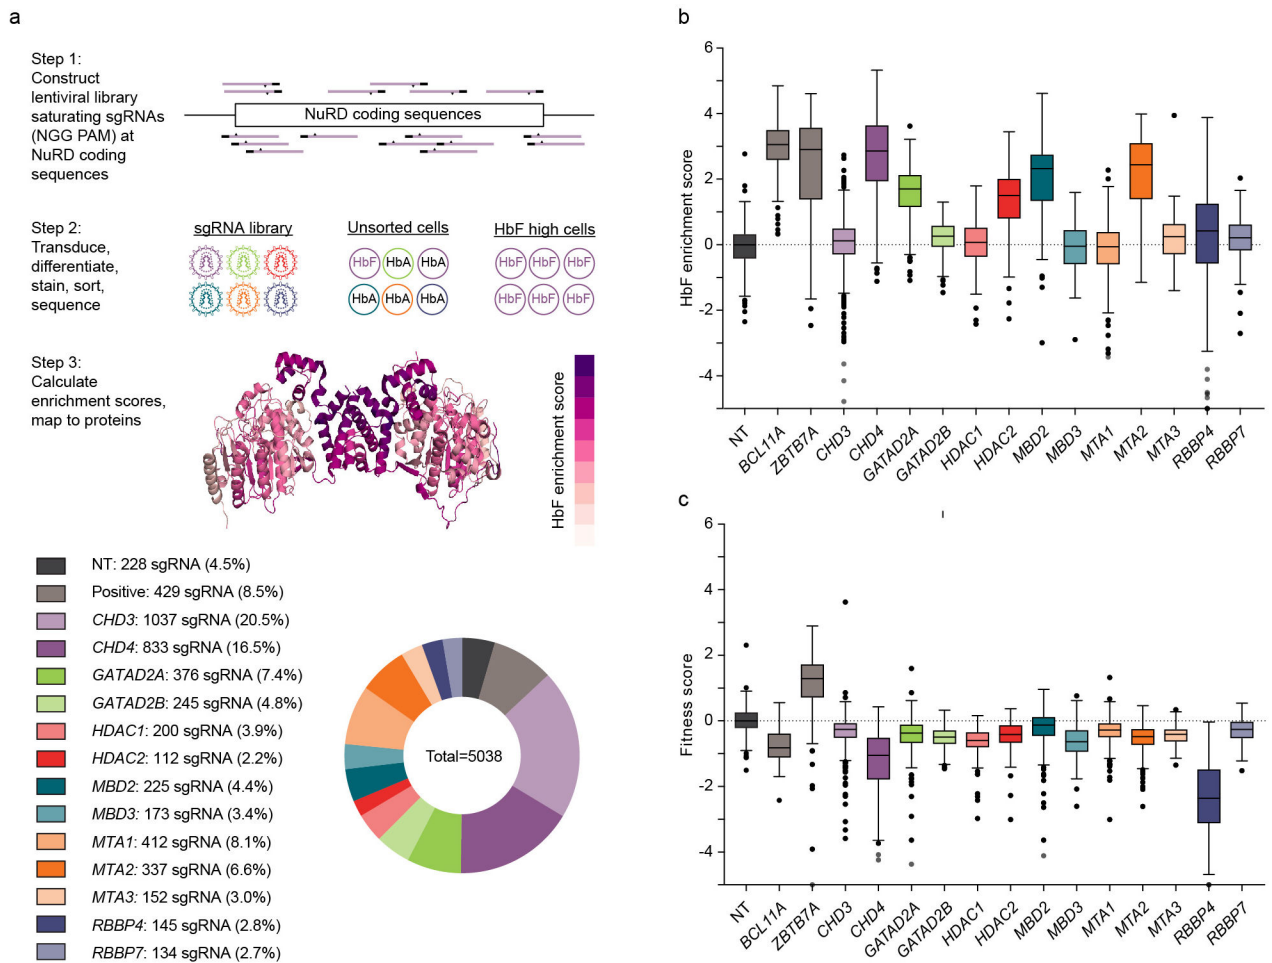 a
Step 1:
Construct
lentiviral library
saturating sgRNAs
(NGG PAM) at
NuRD coding
sequences
NuRD coding sequences
Step 2:
Transduce,
differentiate,
stain, sort,
sequence
sgRNA library
Unsorted cells
HbF high cells
HbF HbA HbA
HbA HbA HbA
HbF HbF HbF
HbF HbF HbF
Step 3:
Calculate
enrichment scores,
map to proteins
HbF enrichment score
NT: 228 sgRNA (4.5%)
Positive: 429 sgRNA (8.5%)
CHD3: 1037 sgRNA (20.5%)
CHD4: 833 sgRNA (16.5%)
GATAD2A: 376 sgRNA (7.4%)
GATAD2B: 245 sgRNA (4.8%)
HDAC1: 200 sgRNA (3.9%)
HDAC2: 112 sgRNA (2.2%)
MBD2: 225 sgRNA (4.4%)
MBD3: 173 sgRNA (3.4%)
MTA1: 412 sgRNA (8.1%)
MTA2: 337 sgRNA (6.6%)
MTA3: 152 sgRNA (3.0%)
RBBP4: 145 sgRNA (2.8%)
RBBP7: 134 sgRNA (2.7%)
Total=5038
b
HbF enrichment score
6
4
2
0
-2
-4
NT
BCL11A
ZBTB7A
CHD3
CHD4
GATAD2A
GATAD2B
HDAC1
HDAC2
MBD2
MBD3
MTA1
MTA2
MTA3
RBBP4
RBBP7
c
Fitness score
6
4
2
0
-2
-4
NT
BCL11A
ZBTB7A
CHD3
CHD4
GATAD2A
GATAD2B
HDAC1
HDAC2
MBD2
MBD3
MTA1
MTA2
MTA3
RBBP4
RBBP7